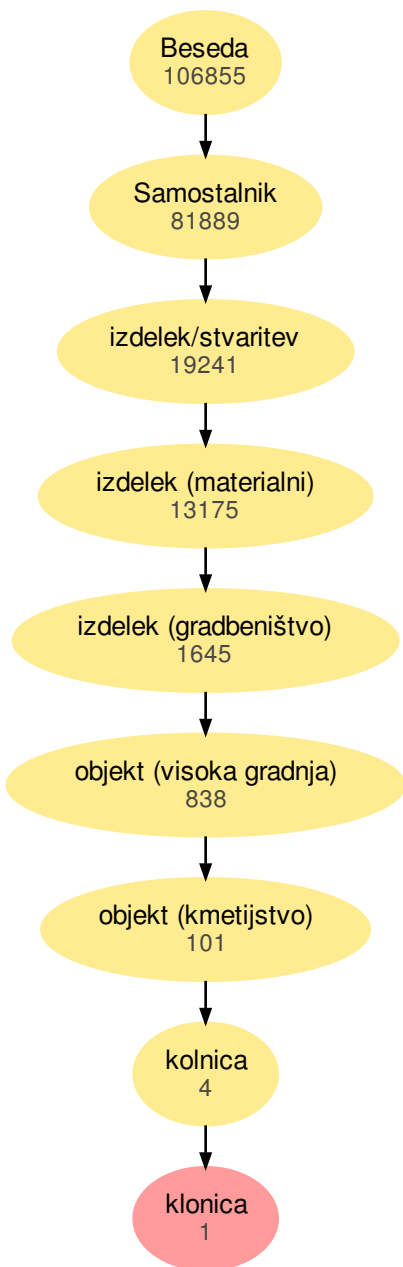 Beseda
106855
Samostalnik
81889
izdelek/stvaritev
19241
izdelek (materialni)
13175
izdelek (gradbeništvo)
1645
objekt (visoka gradnja)
838
objekt (kmetijstvo)
101
kolnica
4
klonica
1